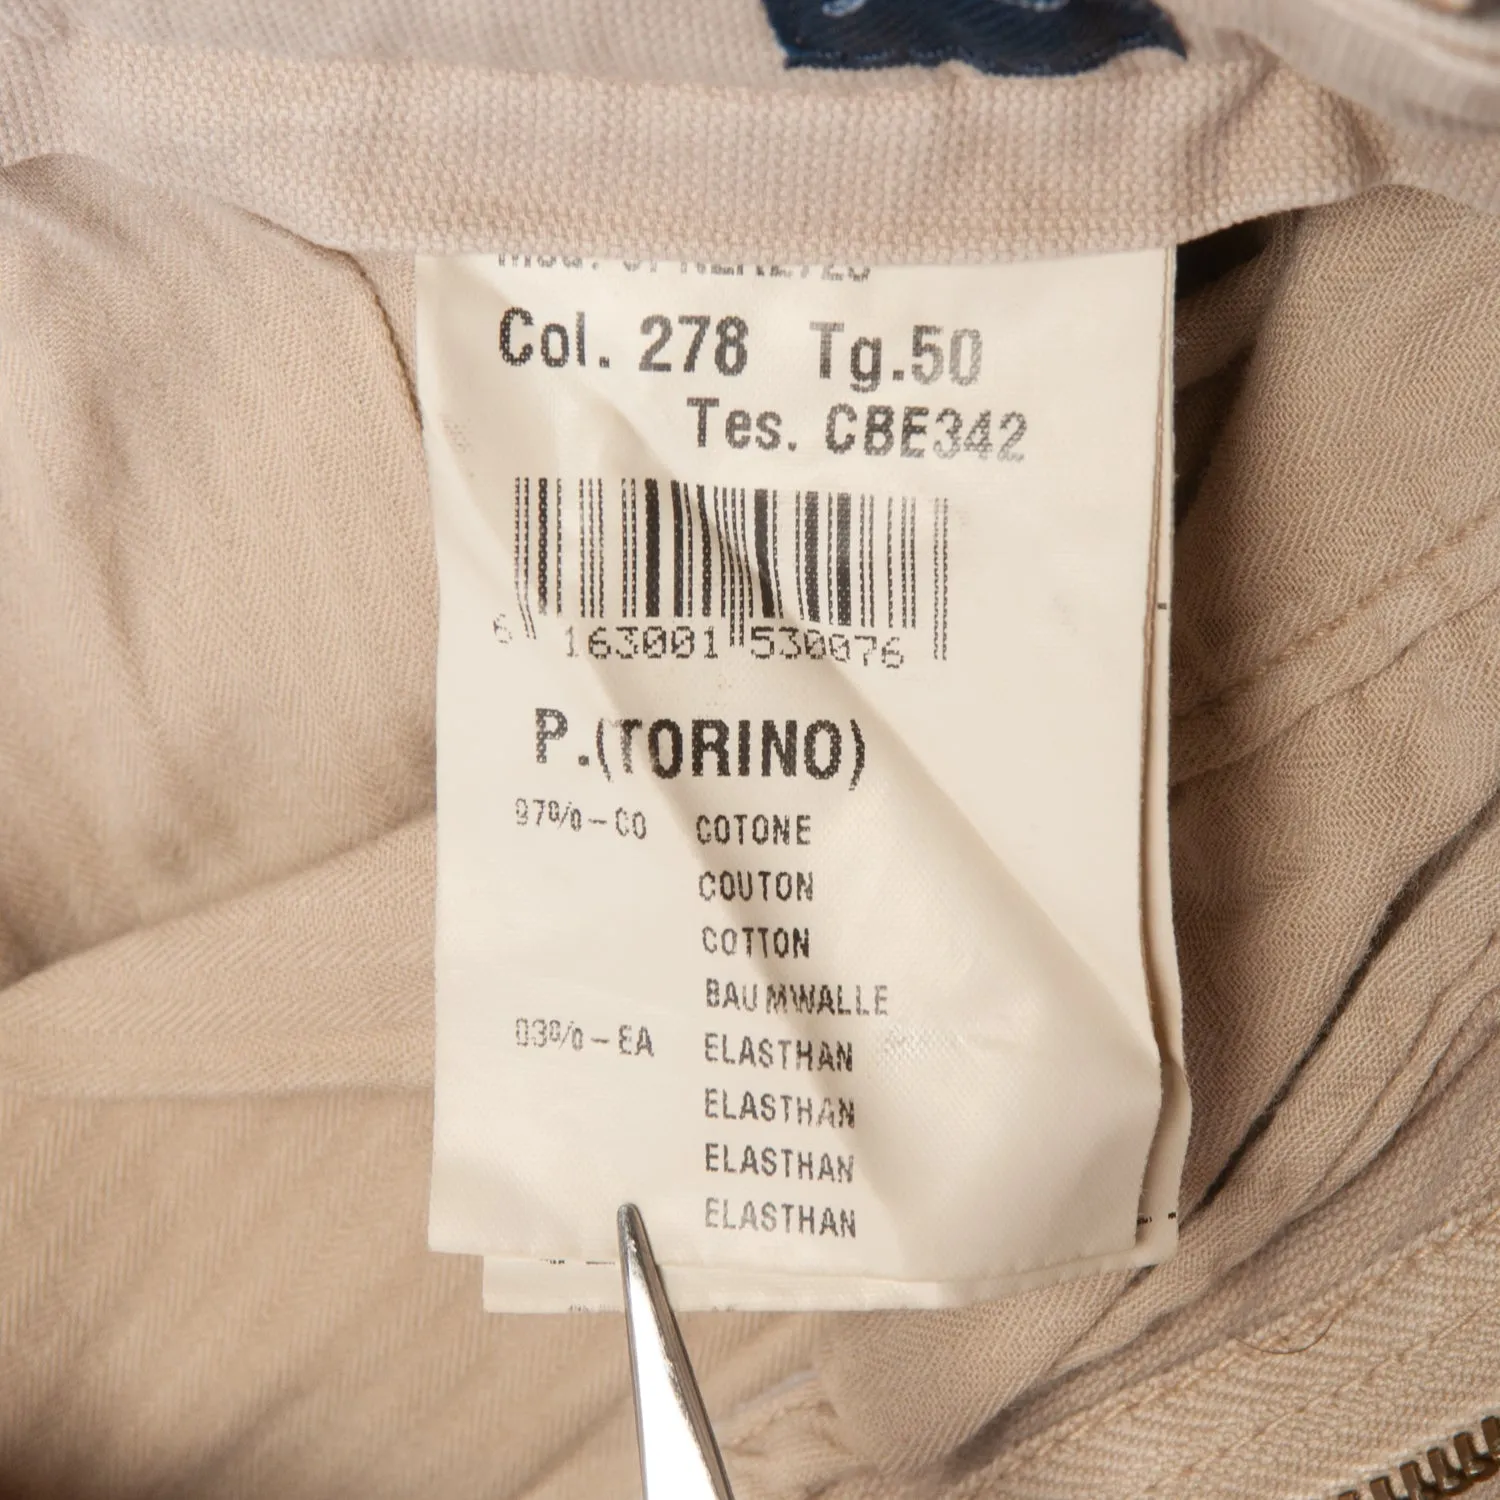 Col. 278 Tg.50
Tes. CBE342
6 163001 530076
P.(TORINO)
97%-CO COTONE
COUTON
COTTON
BAUMWALLE
03%-EA ELASTHAN
ELASTHAN
ELASTHAN
ELASTHAN